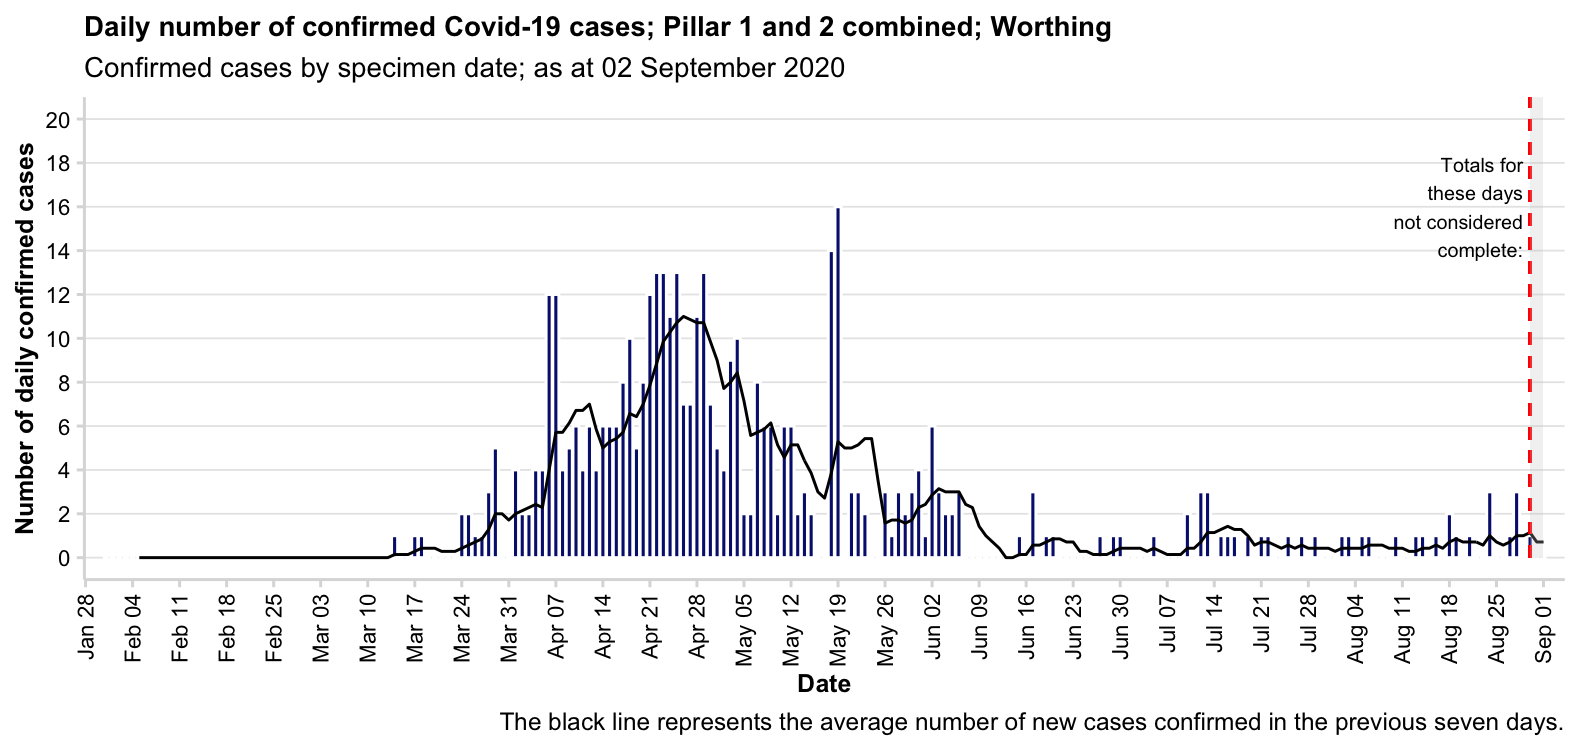 Daily number of confirmed Covid-19 cases; Pillar 1 and 2 combined; Worthing
Confirmed cases by specimen date; as at 02 September 2020
Number of daily confirmed cases
20
18
16
14
12
10
8
6
4
2
0
Totals for
these days
not considered
complete:
Jan 28
Feb 04
Feb 11
Feb 18
Feb 25
Mar 03
Mar 10
Mar 17
Mar 24
Mar 31
Apr 07
Apr 14
Apr 21
Apr 28
May 05
May 12
May 19
May 26
Jun 02
Jun 09
Jun 16
Jun 23
Jun 30
Jul 07
Jul 14
Jul 21
Jul 28
Aug 04
Aug 11
Aug 18
Aug 25
Sep 01
Date
The black line represents the average number of new cases confirmed in the previous seven days.